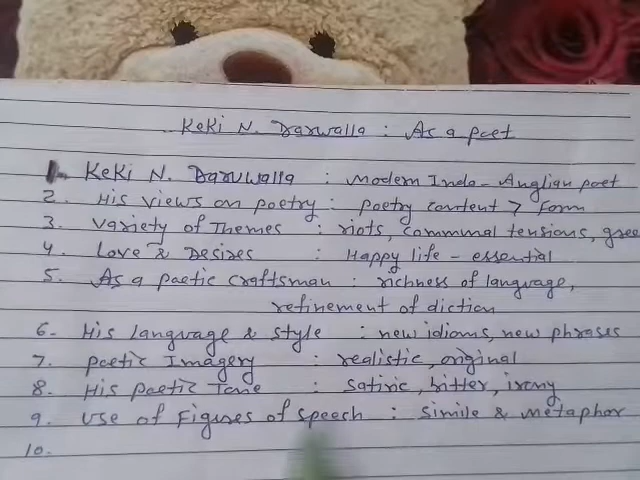 Keki N. Daruwalla : As a poet
1. Keki N. Daruwalla : Modern Indo-Anglian poet
2. His views on poetry : poetry content > Form
3. Variety of Themes : riots, communal tensions, gree
4. Love & Desires : Happy life - essential
5. As a poetic craftsman : richness of language,
refinement of diction
6. His language & style : new idioms, new phrases
7. Poetic Imagery : realistic, original
8. His Poetic Tone : satiric, bitter, irony
9. Use of Figures of Speech : Simile & Metaphor
10.